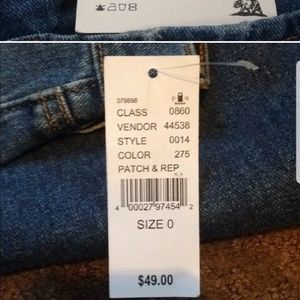 379898
CLASS 0860
VENDOR 44538
STYLE 0014
COLOR 275
PATCH & REP
4 00027 97454 2
SIZE 0
$49.00